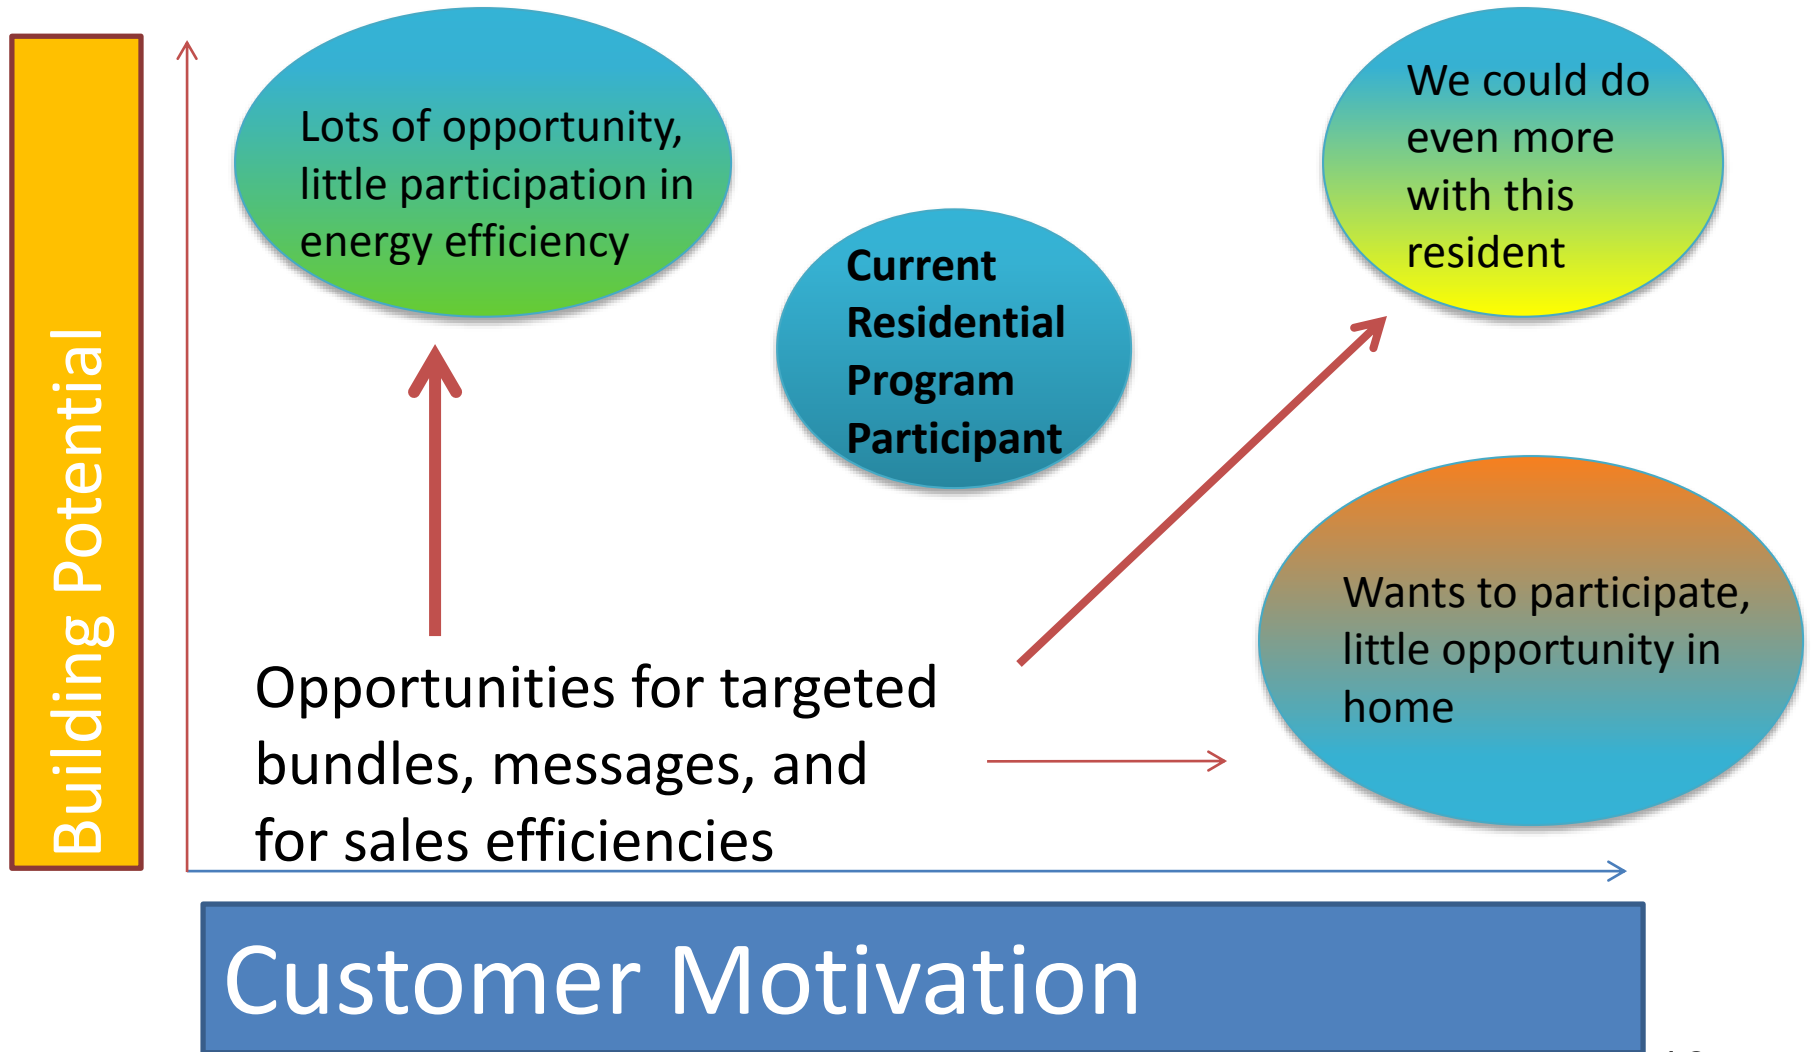 Lots of opportunity,
little participation in
energy efficiency
We could do
even more
with this
resident
Current
Residential
Program
Participant
Building Potential
Wants to participate,
little opportunity in
home
Opportunities for targeted
bundles, messages, and
for sales efficiencies
Customer Motivation